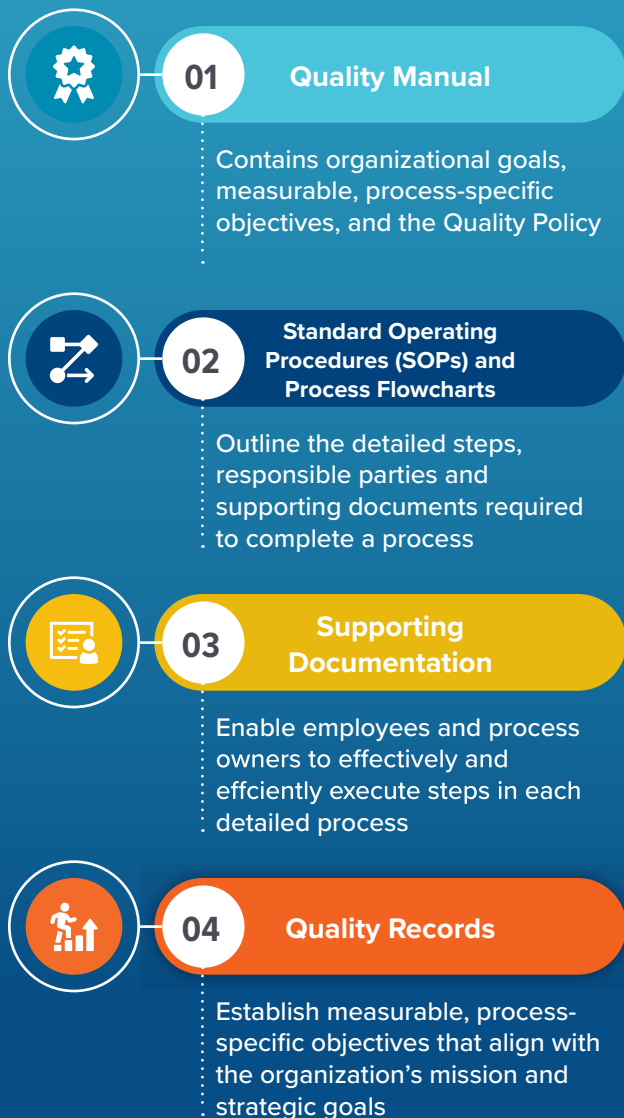 01
Quality Manual
Contains organizational goals,
measurable, process-specific
objectives, and the Quality Policy
02
Standard Operating
Procedures (SOPs) and
Process Flowcharts
Outline the detailed steps,
responsible parties and
supporting documents required
to complete a process
03
Supporting
Documentation
Enable employees and process
owners to effectively and
effciently execute steps in each
detailed process
04
Quality Records
Establish measurable, process-
specific objectives that align with
the organization’s mission and
strategic goals